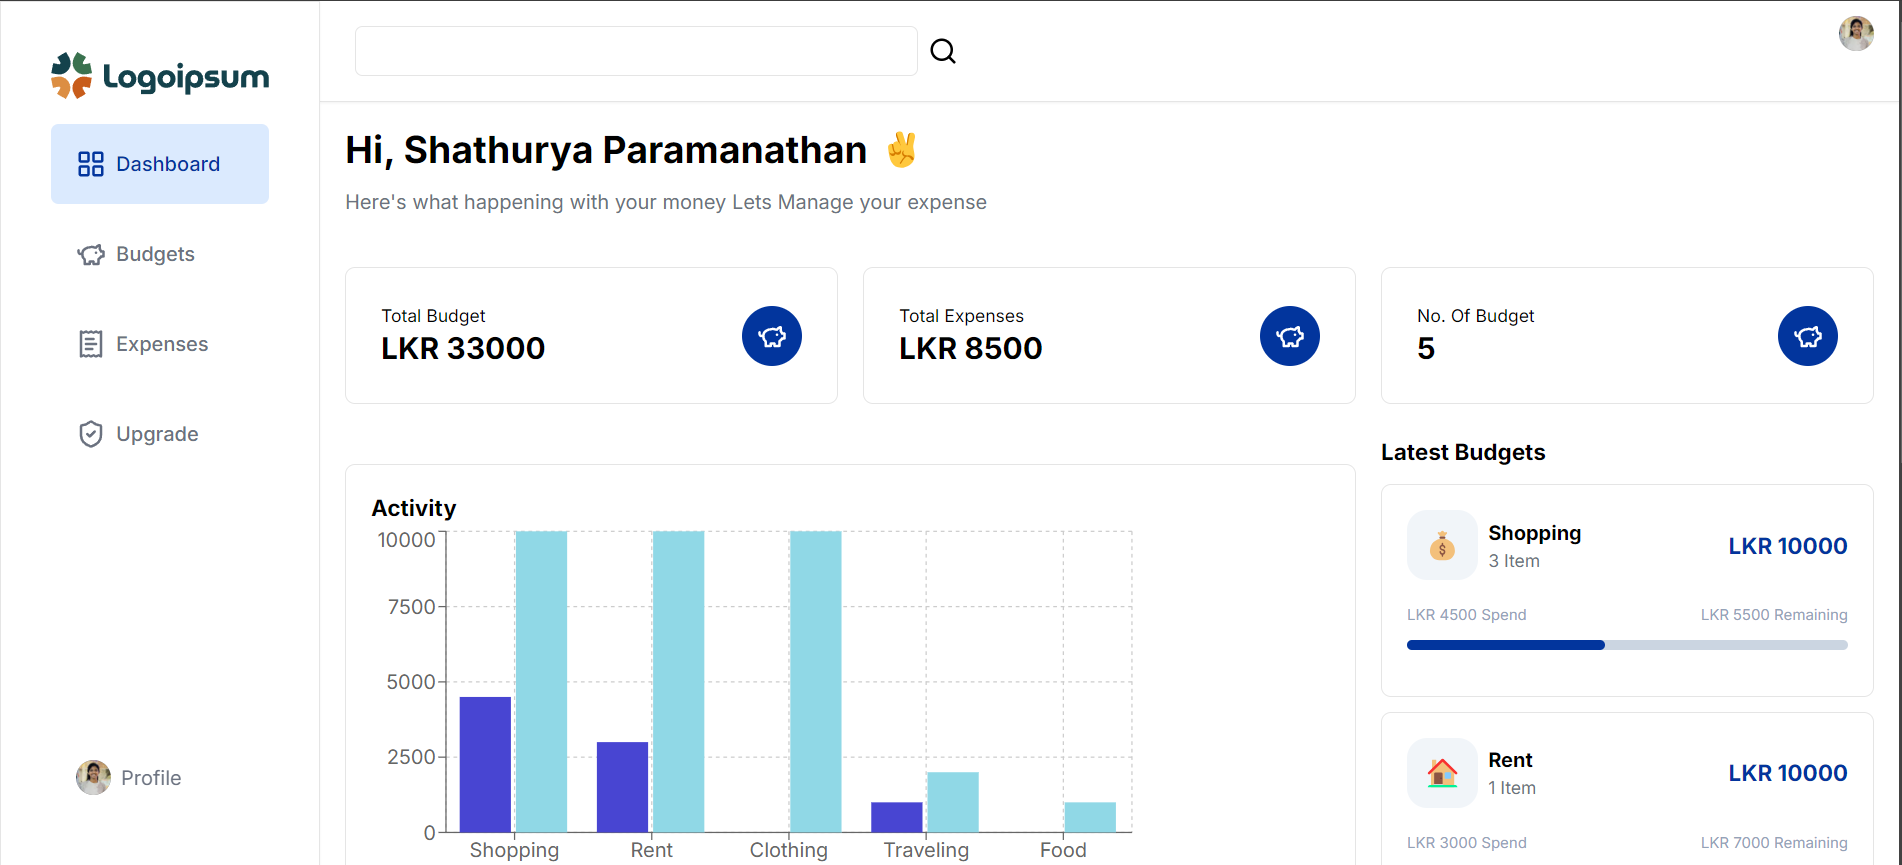 Logoipsum
Dashboard
Budgets
Expenses
Upgrade
Profile
Hi, Shathurya Paramanathan ✌️
Here's what happening with your money Lets Manage your expense
Total Budget
LKR 33000
Total Expenses
LKR 8500
No. Of Budget
5
Activity
10000
7500
5000
2500
0
Shopping Rent Clothing Traveling Food
Latest Budgets
Shopping
3 Item
LKR 10000
LKR 4500 Spend LKR 5500 Remaining
Rent
1 Item
LKR 10000
LKR 3000 Spend LKR 7000 Remaining